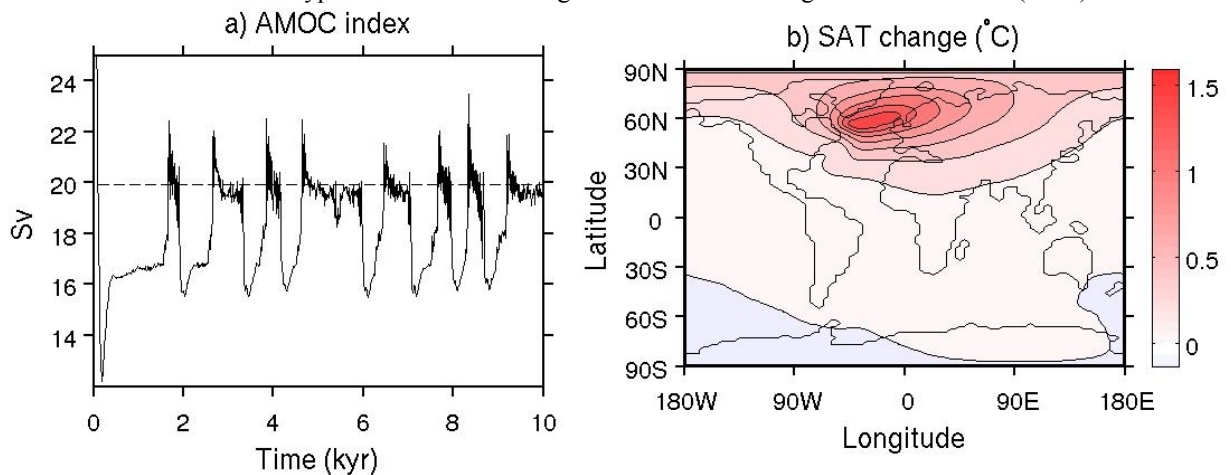 a) AMOC index
b) SAT change (˚C)
24
22
20
18
16
14
Sv
0
2
4
6
8
10
Time (kyr)
90N
60N
30N
0
30S
60S
90S
Latitude
180W
90W
0
90E
180E
Longitude
1.5
1
0.5
0